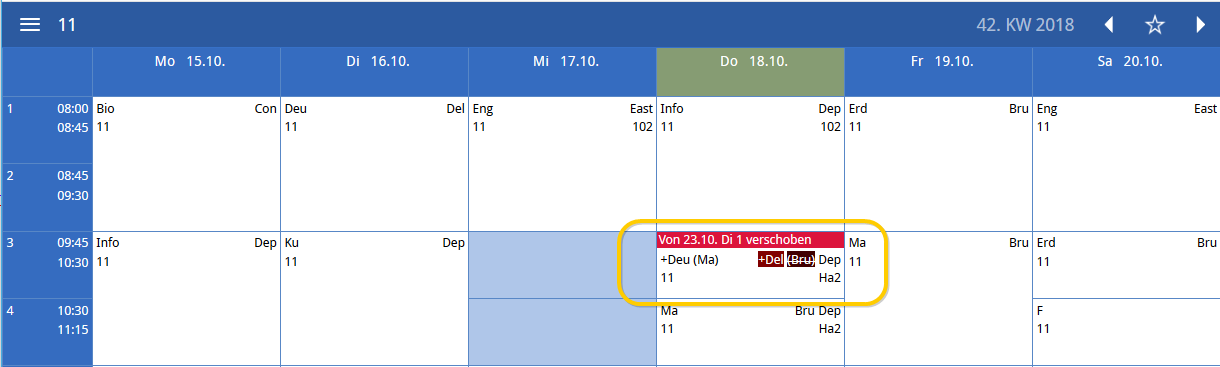 11 42. KW 2018
Mo 15.10. Di 16.10. Mi 17.10. Do 18.10. Fr 19.10. Sa 20.10.
1 08:00 Bio Con Deu Del Eng East Info Dep Erd Bru Eng East
08:45 11 11 11 102 11 102 11 11
2 08:45
09:30
Von 23.10. Di 1 verschoben
3 09:45 Info Dep Ku Dep +Deu (Ma) +Del (Bru) Dep Ma Bru Erd Bru
10:30 11 11 11 Ha2 11 11
4 10:30 Ma Bru Dep F
11:15 11 Ha2 11